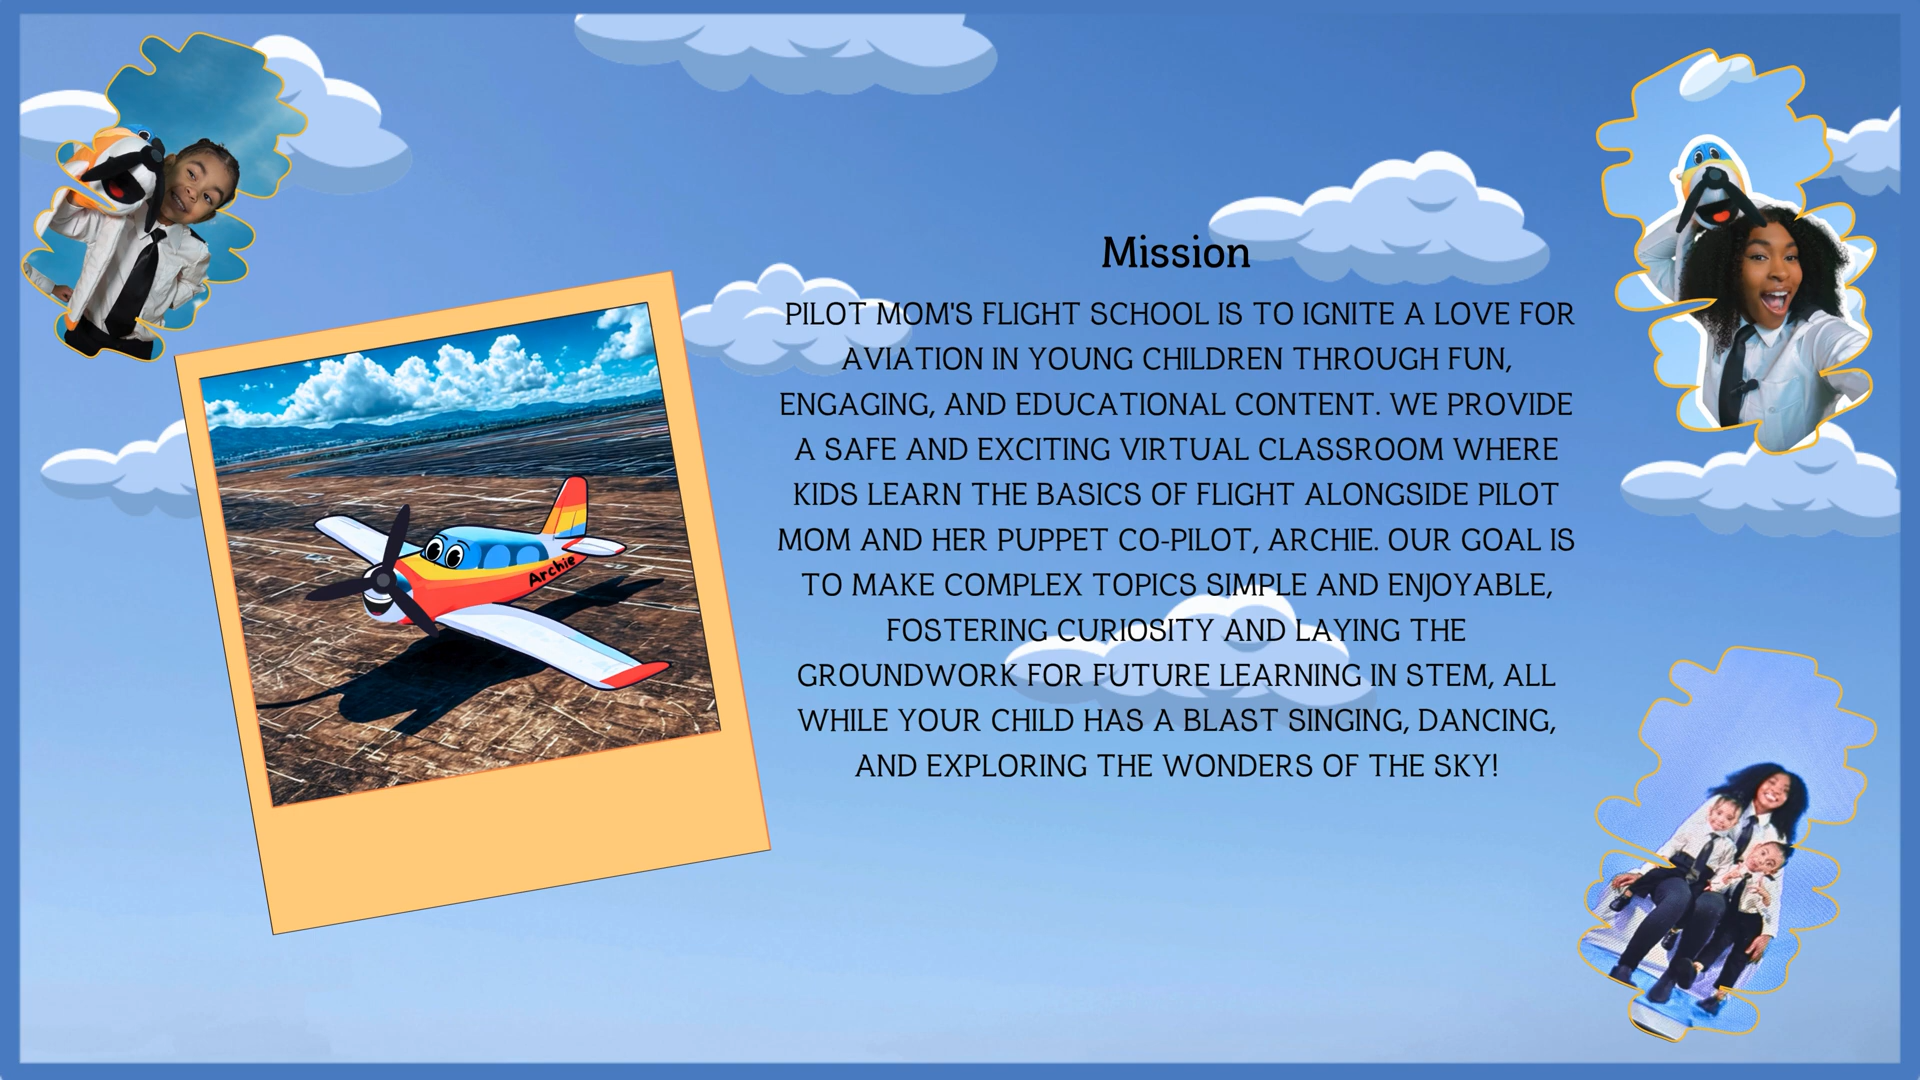 Mission
PILOT MOM'S FLIGHT SCHOOL IS TO IGNITE A LOVE FOR
AVIATION IN YOUNG CHILDREN THROUGH FUN,
ENGAGING, AND EDUCATIONAL CONTENT. WE PROVIDE
A SAFE AND EXCITING VIRTUAL CLASSROOM WHERE
KIDS LEARN THE BASICS OF FLIGHT ALONGSIDE PILOT
MOM AND HER PUPPET CO-PILOT, ARCHIE. OUR GOAL IS
TO MAKE COMPLEX TOPICS SIMPLE AND ENJOYABLE,
FOSTERING CURIOSITY AND LAYING THE
GROUNDWORK FOR FUTURE LEARNING IN STEM, ALL
WHILE YOUR CHILD HAS A BLAST SINGING, DANCING,
AND EXPLORING THE WONDERS OF THE SKY!
Archie